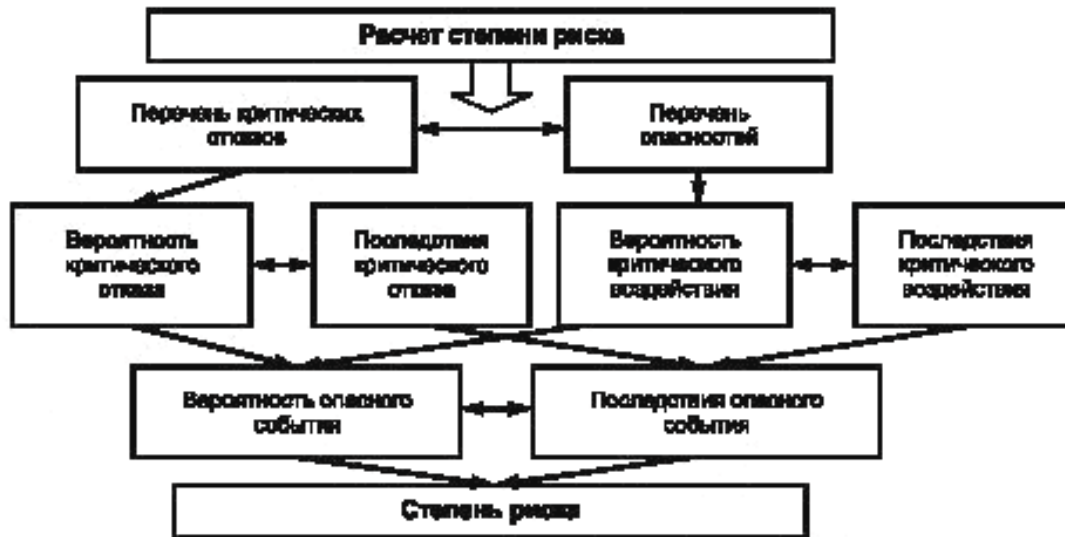 Расчет степени риска
Перечень критических
отказов
Перечень
опасностей
Вероятность
критического
отказа
Последствия
критического
отказа
Вероятность
критического
воздействия
Последствия
критического
воздействия
Вероятность опасного
события
Последствия опасного
события
Степень риска